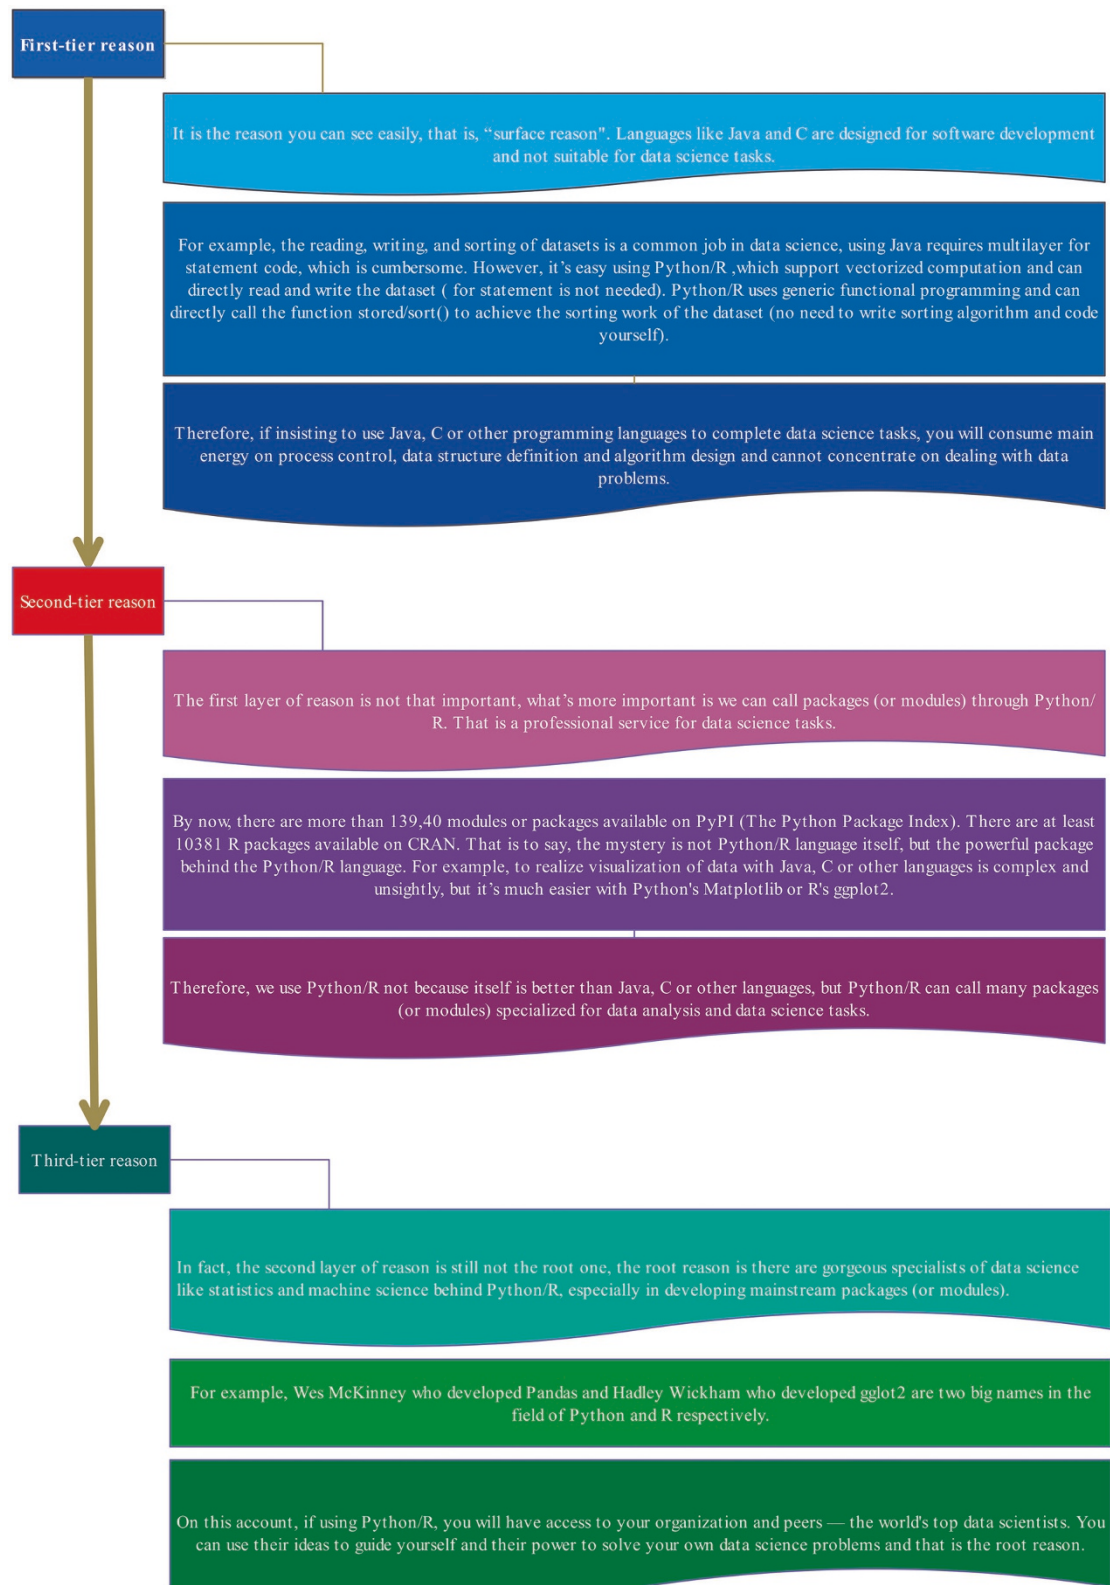 First-tier reason
It is the reason you can see easily, that is, “surface reason". Languages like Java and C are designed for software development
and not suitable for data science tasks.
For example, the reading, writing, and sorting of datasets is a common job in data science, using Java requires multilayer for
statement code, which is cumbersome. However, it’s easy using Python/R ,which support vectorized computation and can
directly read and write the dataset ( for statement is not needed). Python/R uses generic functional programming and can
directly call the function stored/sort() to achieve the sorting work of the dataset (no need to write sorting algorithm and code
yourself).
Therefore, if insisting to use Java, C or other programming languages to complete data science tasks, you will consume main
energy on process control, data structure definition and algorithm design and cannot concentrate on dealing with data
problems.
Second-tier reason
The first layer of reason is not that important, what’s more important is we can call packages (or modules) through Python/
R. That is a professional service for data science tasks.
By now, there are more than 139,40 modules or packages available on PyPI (The Python Package Index). There are at least
10381 R packages available on CRAN. That is to say, the mystery is not Python/R language itself, but the powerful package
behind the Python/R language. For example, to realize visualization of data with Java, C or other languages is complex and
unsightly, but it’s much easier with Python's Matplotlib or R's ggplot2.
Therefore, we use Python/R not because itself is better than Java, C or other languages, but Python/R can call many packages
(or modules) specialized for data analysis and data science tasks.
Third-tier reason
In fact, the second layer of reason is still not the root one, the root reason is there are gorgeous specialists of data science
like statistics and machine science behind Python/R, especially in developing mainstream packages (or modules).
For example, Wes McKinney who developed Pandas and Hadley Wickham who developed gglot2 are two big names in the
field of Python and R respectively.
On this account, if using Python/R, you will have access to your organization and peers — the world's top data scientists. You
can use their ideas to guide yourself and their power to solve your own data science problems and that is the root reason.